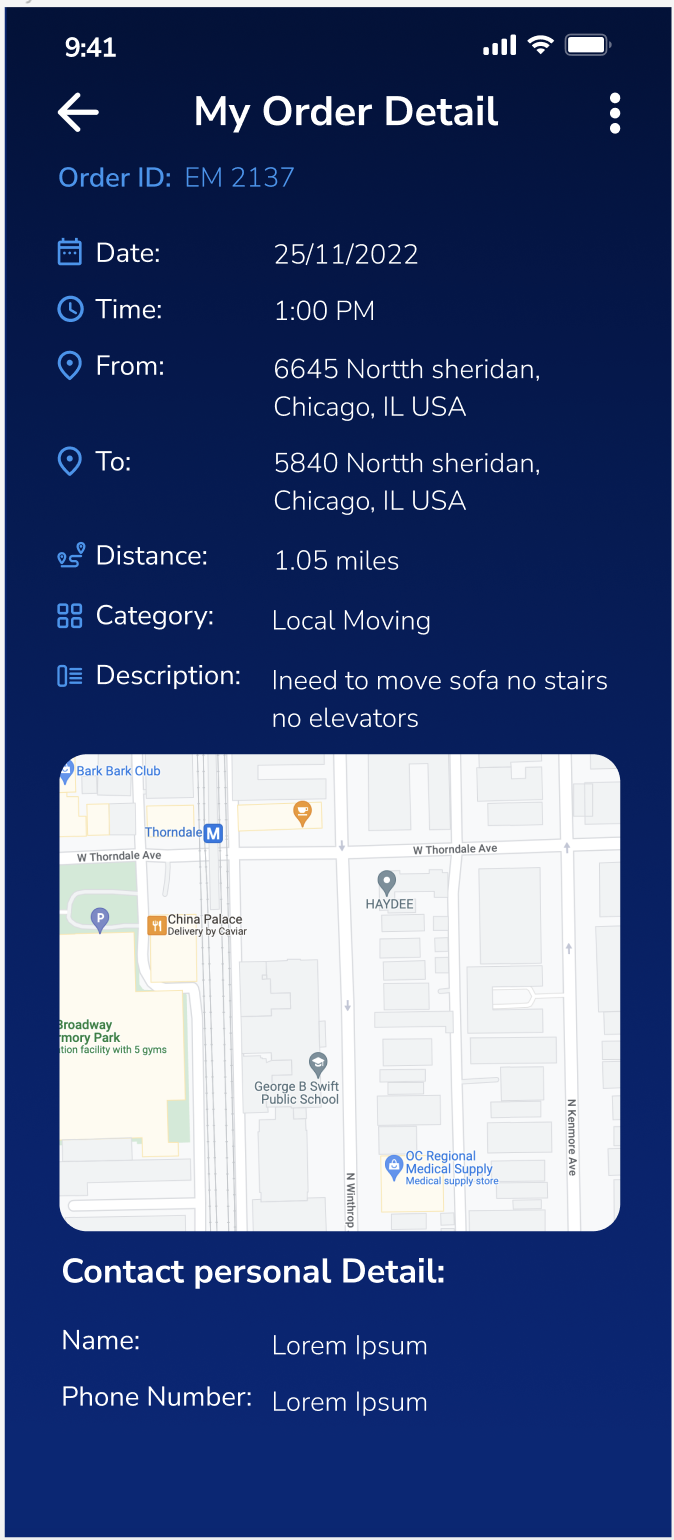 9:41
My Order Detail
Order ID: EM 2137
Date: 25/11/2022
Time: 1:00 PM
From: 6645 Nortth sheridan,
Chicago, IL USA
To: 5840 Nortth sheridan,
Chicago, IL USA
Distance: 1.05 miles
Category: Local Moving
Description: Ineed to move sofa no stairs
no elevators
Bark Bark Club
Thorndale M
W Thorndale Ave
W Thorndale Ave
HAYDEE
P
China Palace
Delivery by Caviar
Broadway
rmory Park
tion facility with 5 gyms
George B Swift
Public School
OC Regional
Medical Supply
Medical supply store
N Kenmore Ave
N Winthrop
Contact personal Detail:
Name: Lorem Ipsum
Phone Number: Lorem Ipsum